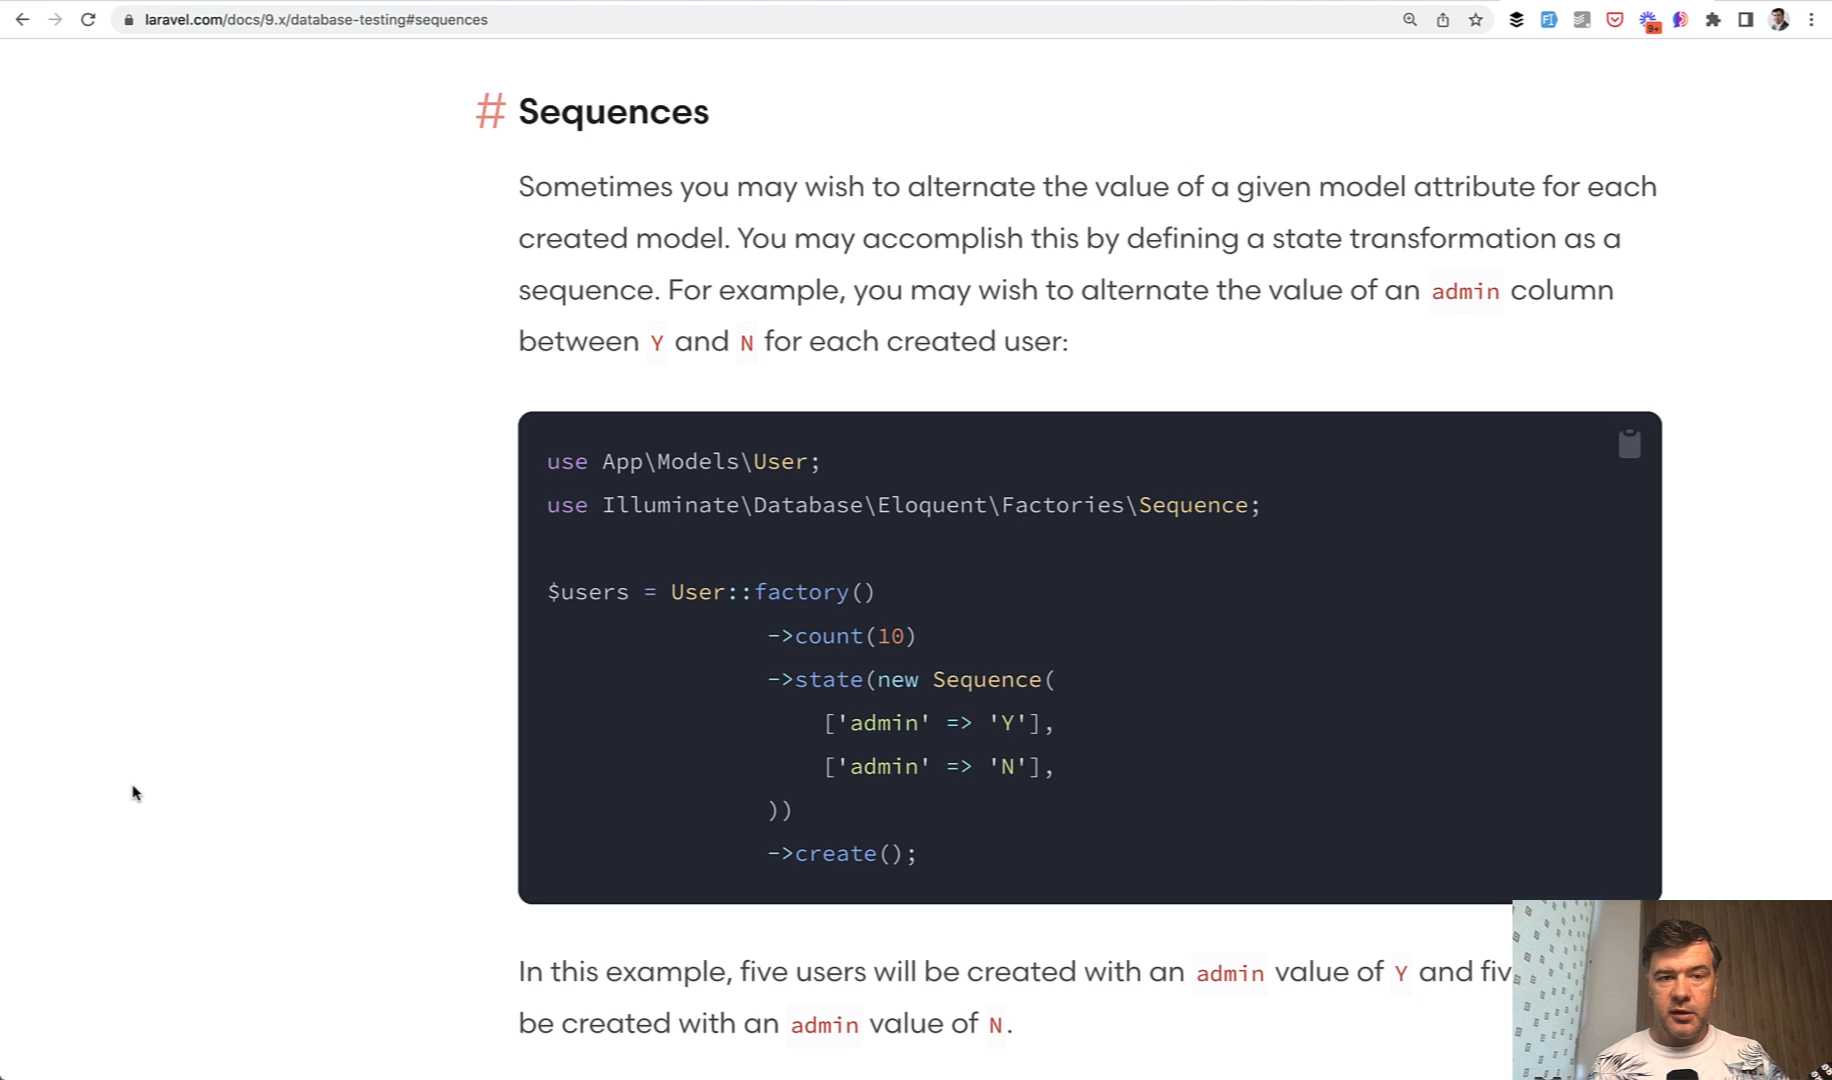 laravel.com/docs/9.x/database-testing#sequences
9+
# Sequences
Sometimes you may wish to alternate the value of a given model attribute for each
created model. You may accomplish this by defining a state transformation as a
sequence. For example, you may wish to alternate the value of an admin column
between Y and N for each created user:
use App\Models\User;
use Illuminate\Database\Eloquent\Factories\Sequence;
$users = User::factory()
->count(10)
->state(new Sequence(
['admin' => 'Y'],
['admin' => 'N'],
))
->create();
In this example, five users will be created with an admin value of Y and fiv
be created with an admin value of N.